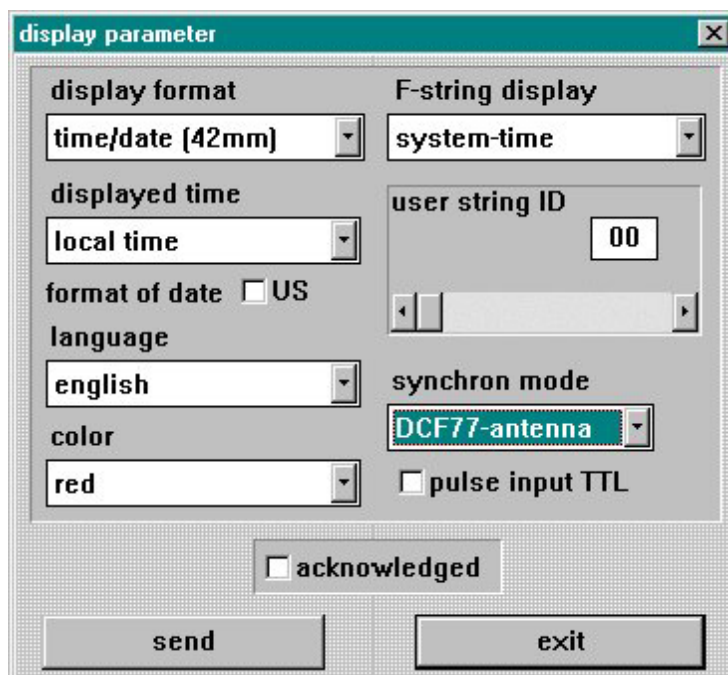 display parameter
display format
time/date (42mm)
displayed time
local time
format of date US
language
english
color
red
F-string display
system-time
user string ID
00
synchron mode
DCF77-antenna
pulse input TTL
acknowledged
send
exit